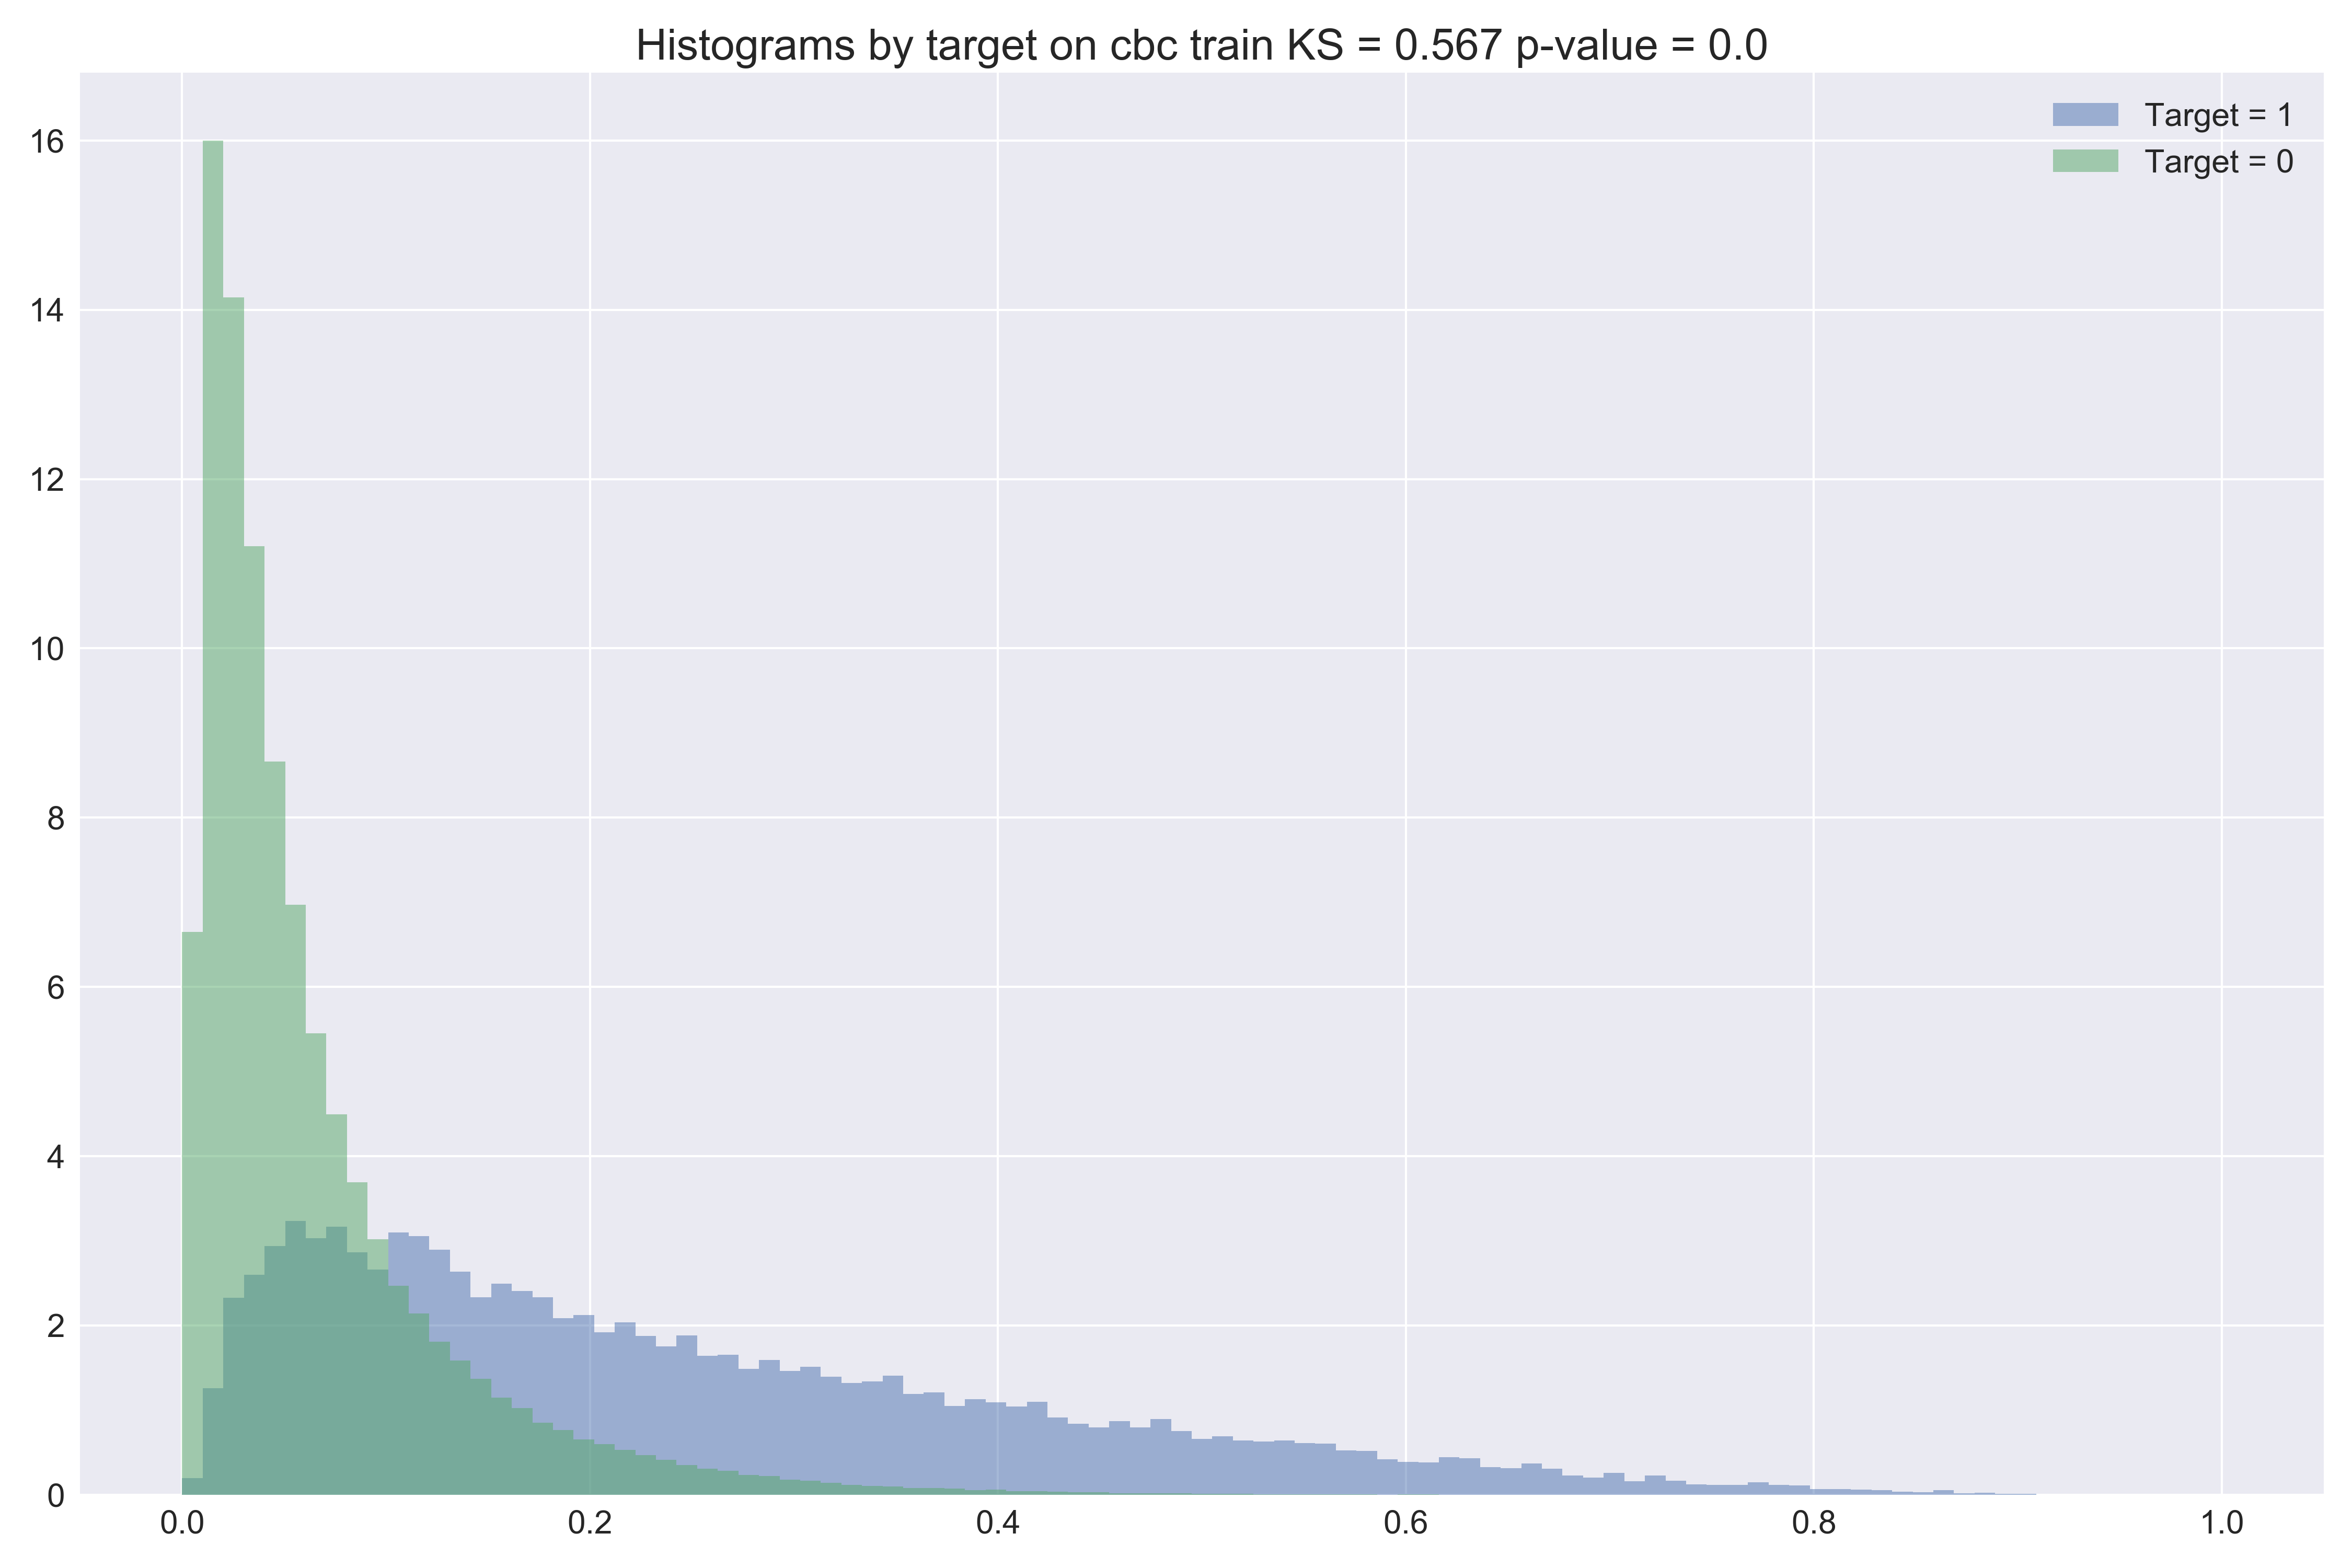 Histograms by target on cbc train KS = 0.567 p-value = 0.0
Target = 1
Target = 0
16
14
12
10
8
6
4
2
0
0.0 0.2 0.4 0.6 0.8 1.0